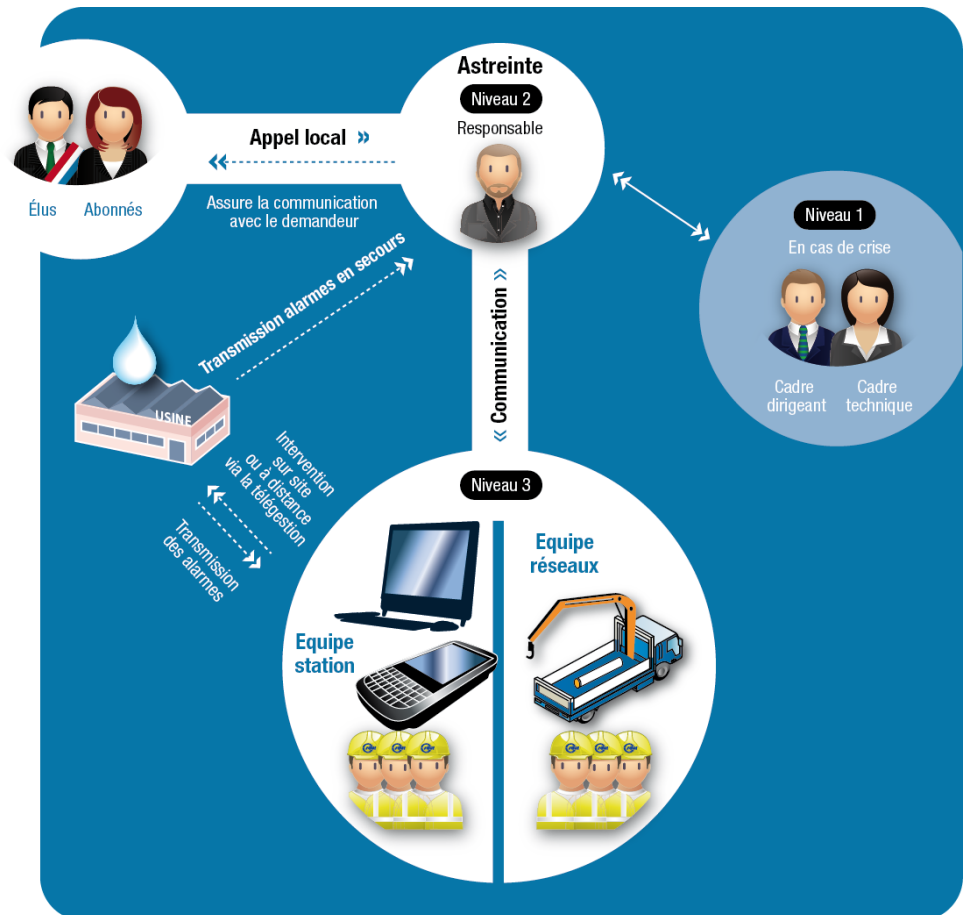 Astreinte
Niveau 2
Responsable
Appel local »
«
Élus
Abonnés
Assure la communication
avec le demandeur
Niveau 1
En cas de crise
Cadre
dirigeant
Cadre
technique
Transmission alarmes en secours
« Communication »
USINE
Intervention
sur site
ou à distance
via la télégestion
Transmission
des alarmes
Niveau 3
Equipe
station
Equipe
réseaux